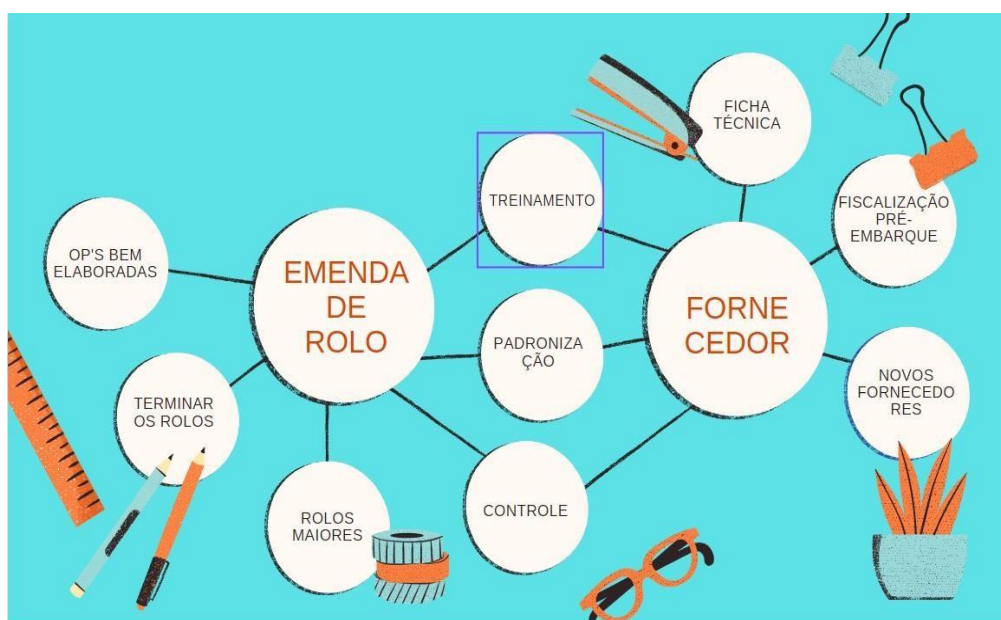 FICHA
TÉCNICA
TREINAMENTO
FISCALIZAÇÃO
PRÉ-
EMBARQUE
OP'S BEM
ELABORADAS
EMENDA
DE
ROLO
FORNE
CEDOR
PADRONIZA
ÇÃO
NOVOS
FORNECEDO
RES
TERMINAR
OS ROLOS
ROLOS
MAIORES
CONTROLE